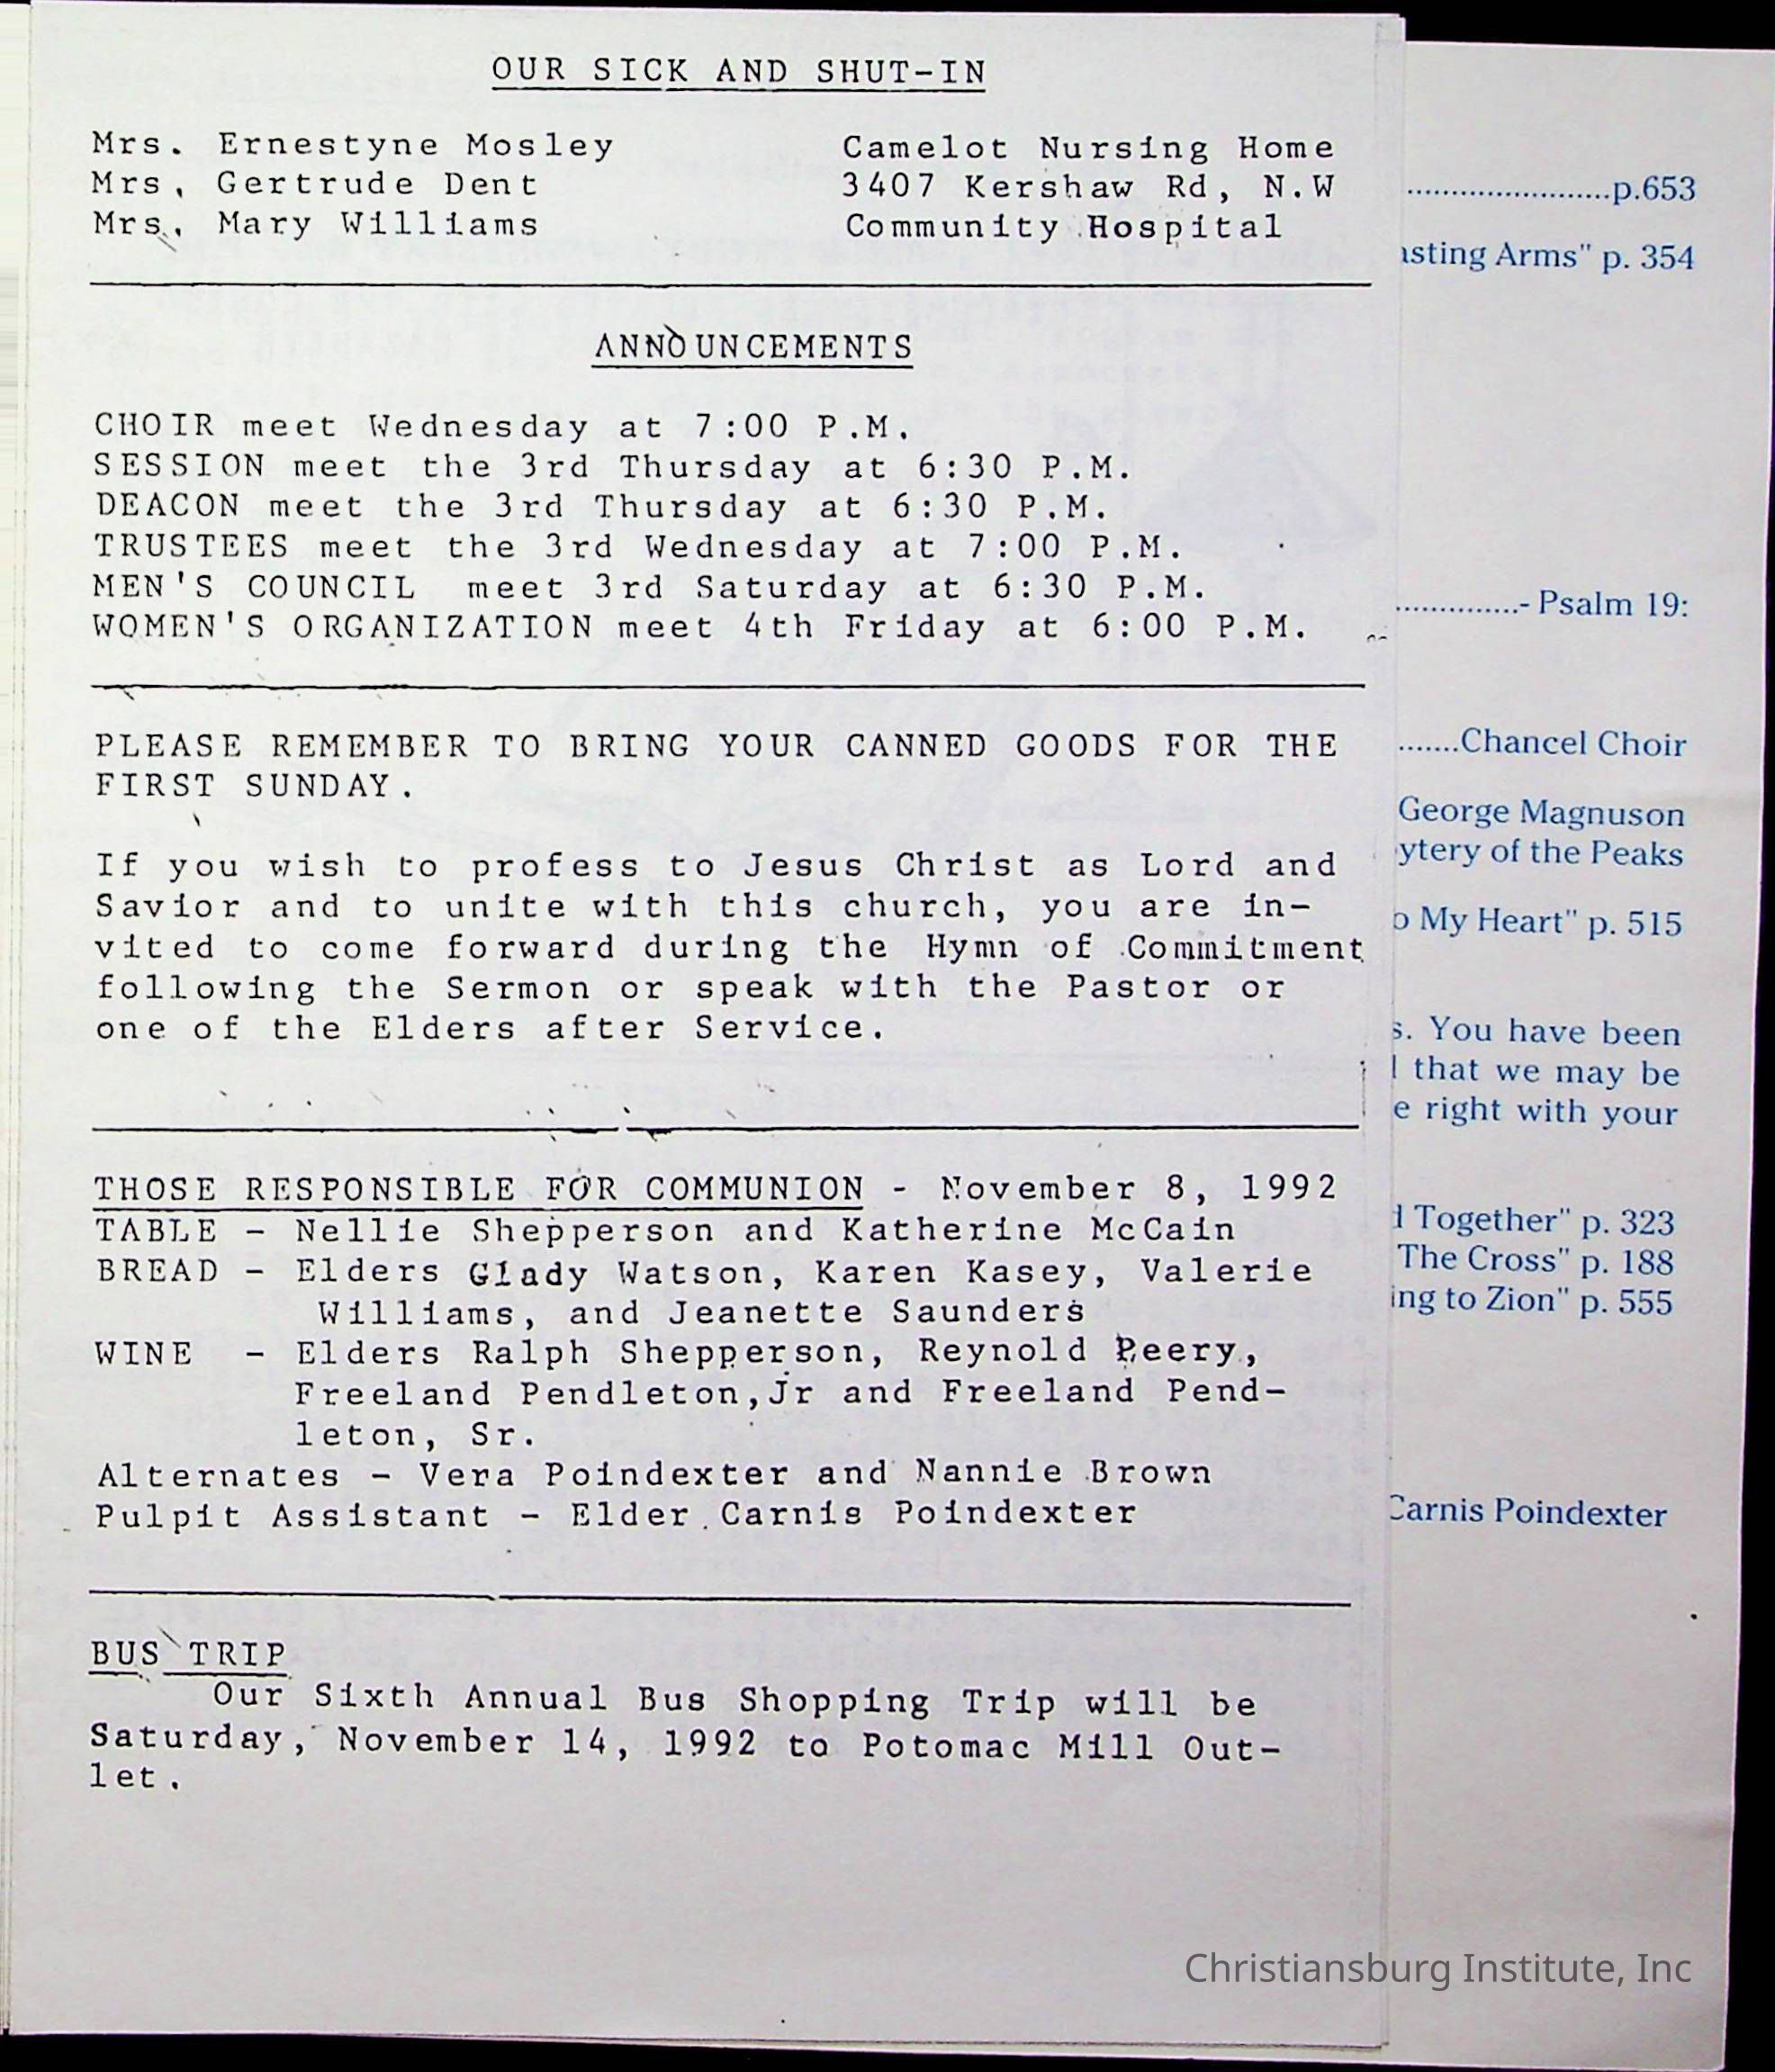 OUR SICK AND SHUT-IN
Mrs. Ernestyne Mosley Camelot Nursing Home
Mrs. Gertrude Dent 3407 Kershaw Rd, N.W
Mrs. Mary Williams Community Hospital
ANNOUNCEMENTS
CHOIR meet Wednesday at 7:00 P.M.
SESSION meet the 3rd Thursday at 6:30 P.M.
DEACON meet the 3rd Thursday at 6:30 P.M.
TRUSTEES meet the 3rd Wednesday at 7:00 P.M.
MEN'S COUNCIL meet 3rd Saturday at 6:30 P.M.
WOMEN'S ORGANIZATION meet 4th Friday at 6:00 P.M.
PLEASE REMEMBER TO BRING YOUR CANNED GOODS FOR THE
FIRST SUNDAY.
If you wish to profess to Jesus Christ as Lord and
Savior and to unite with this church, you are in-
vited to come forward during the Hymn of Commitment
following the Sermon or speak with the Pastor or
one of the Elders after Service.
THOSE RESPONSIBLE FOR COMMUNION - November 8, 1992
TABLE - Nellie Shepperson and Katherine McCain
BREAD - Elders Glady Watson, Karen Kasey, Valerie
Williams, and Jeanette Saunders
WINE - Elders Ralph Shepperson, Reynold Peery,
Freeland Pendleton,Jr and Freeland Pend-
leton, Sr.
Alternates - Vera Poindexter and Nannie Brown
Pulpit Assistant - Elder Carnis Poindexter
BUS TRIP
Our Sixth Annual Bus Shopping Trip will be
Saturday, November 14, 1992 to Potomac Mill Out-
let.
.......................p.653
asting Arms" p. 354
..............- Psalm 19:
.......Chancel Choir
George Magnuson
ytery of the Peaks
o My Heart" p. 515
s. You have been
that we may be
e right with your
d Together" p. 323
The Cross" p. 188
ing to Zion" p. 555
Carnis Poindexter
Christiansburg Institute, Inc